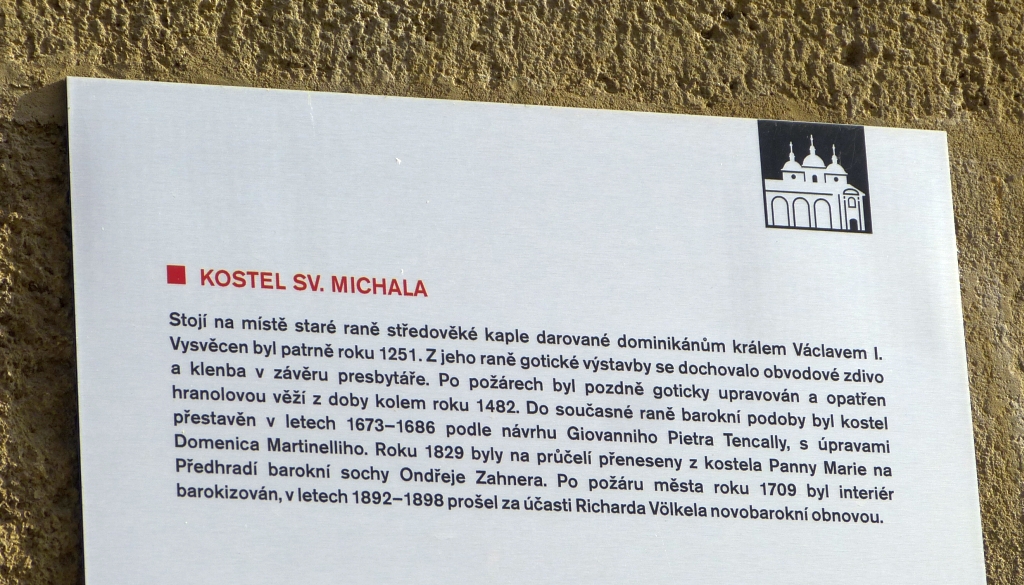 KOSTEL SV. MICHALA
Stojí na místě staré raně středověké kaple darované dominikánům králem Václavem I.
Vysvěcen byl patrně roku 1251. Z jeho raně gotické výstavby se dochovalo obvodové zdivo
a klenba v závěru presbytáře. Po požárech byl pozdně goticky upravován a opatřen
hranolovou věží z doby kolem roku 1482. Do současné raně barokní podoby byl kostel
přestavěn v letech 1673–1686 podle návrhu Giovanniho Pietra Tencally, s úpravami
Domenica Martinelliho. Roku 1829 byly na průčelí přeneseny z kostela Panny Marie na
Předhradí barokní sochy Ondřeje Zahnera. Po požáru města roku 1709 byl interiér
barokizován, v letech 1892–1898 prošel za účasti Richarda Völkela novobarokní obnovou.